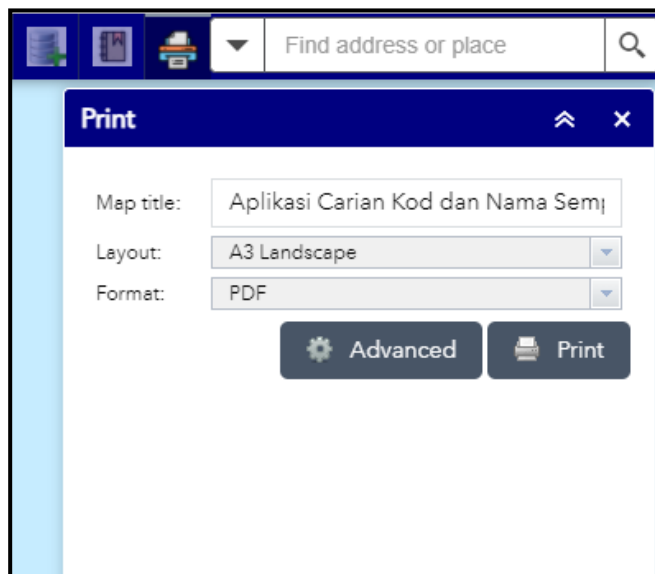 Find address or place
Print
Map title: Aplikasi Carian Kod dan Nama
Layout: A3 Landscape
Format: PDF
Advanced Print